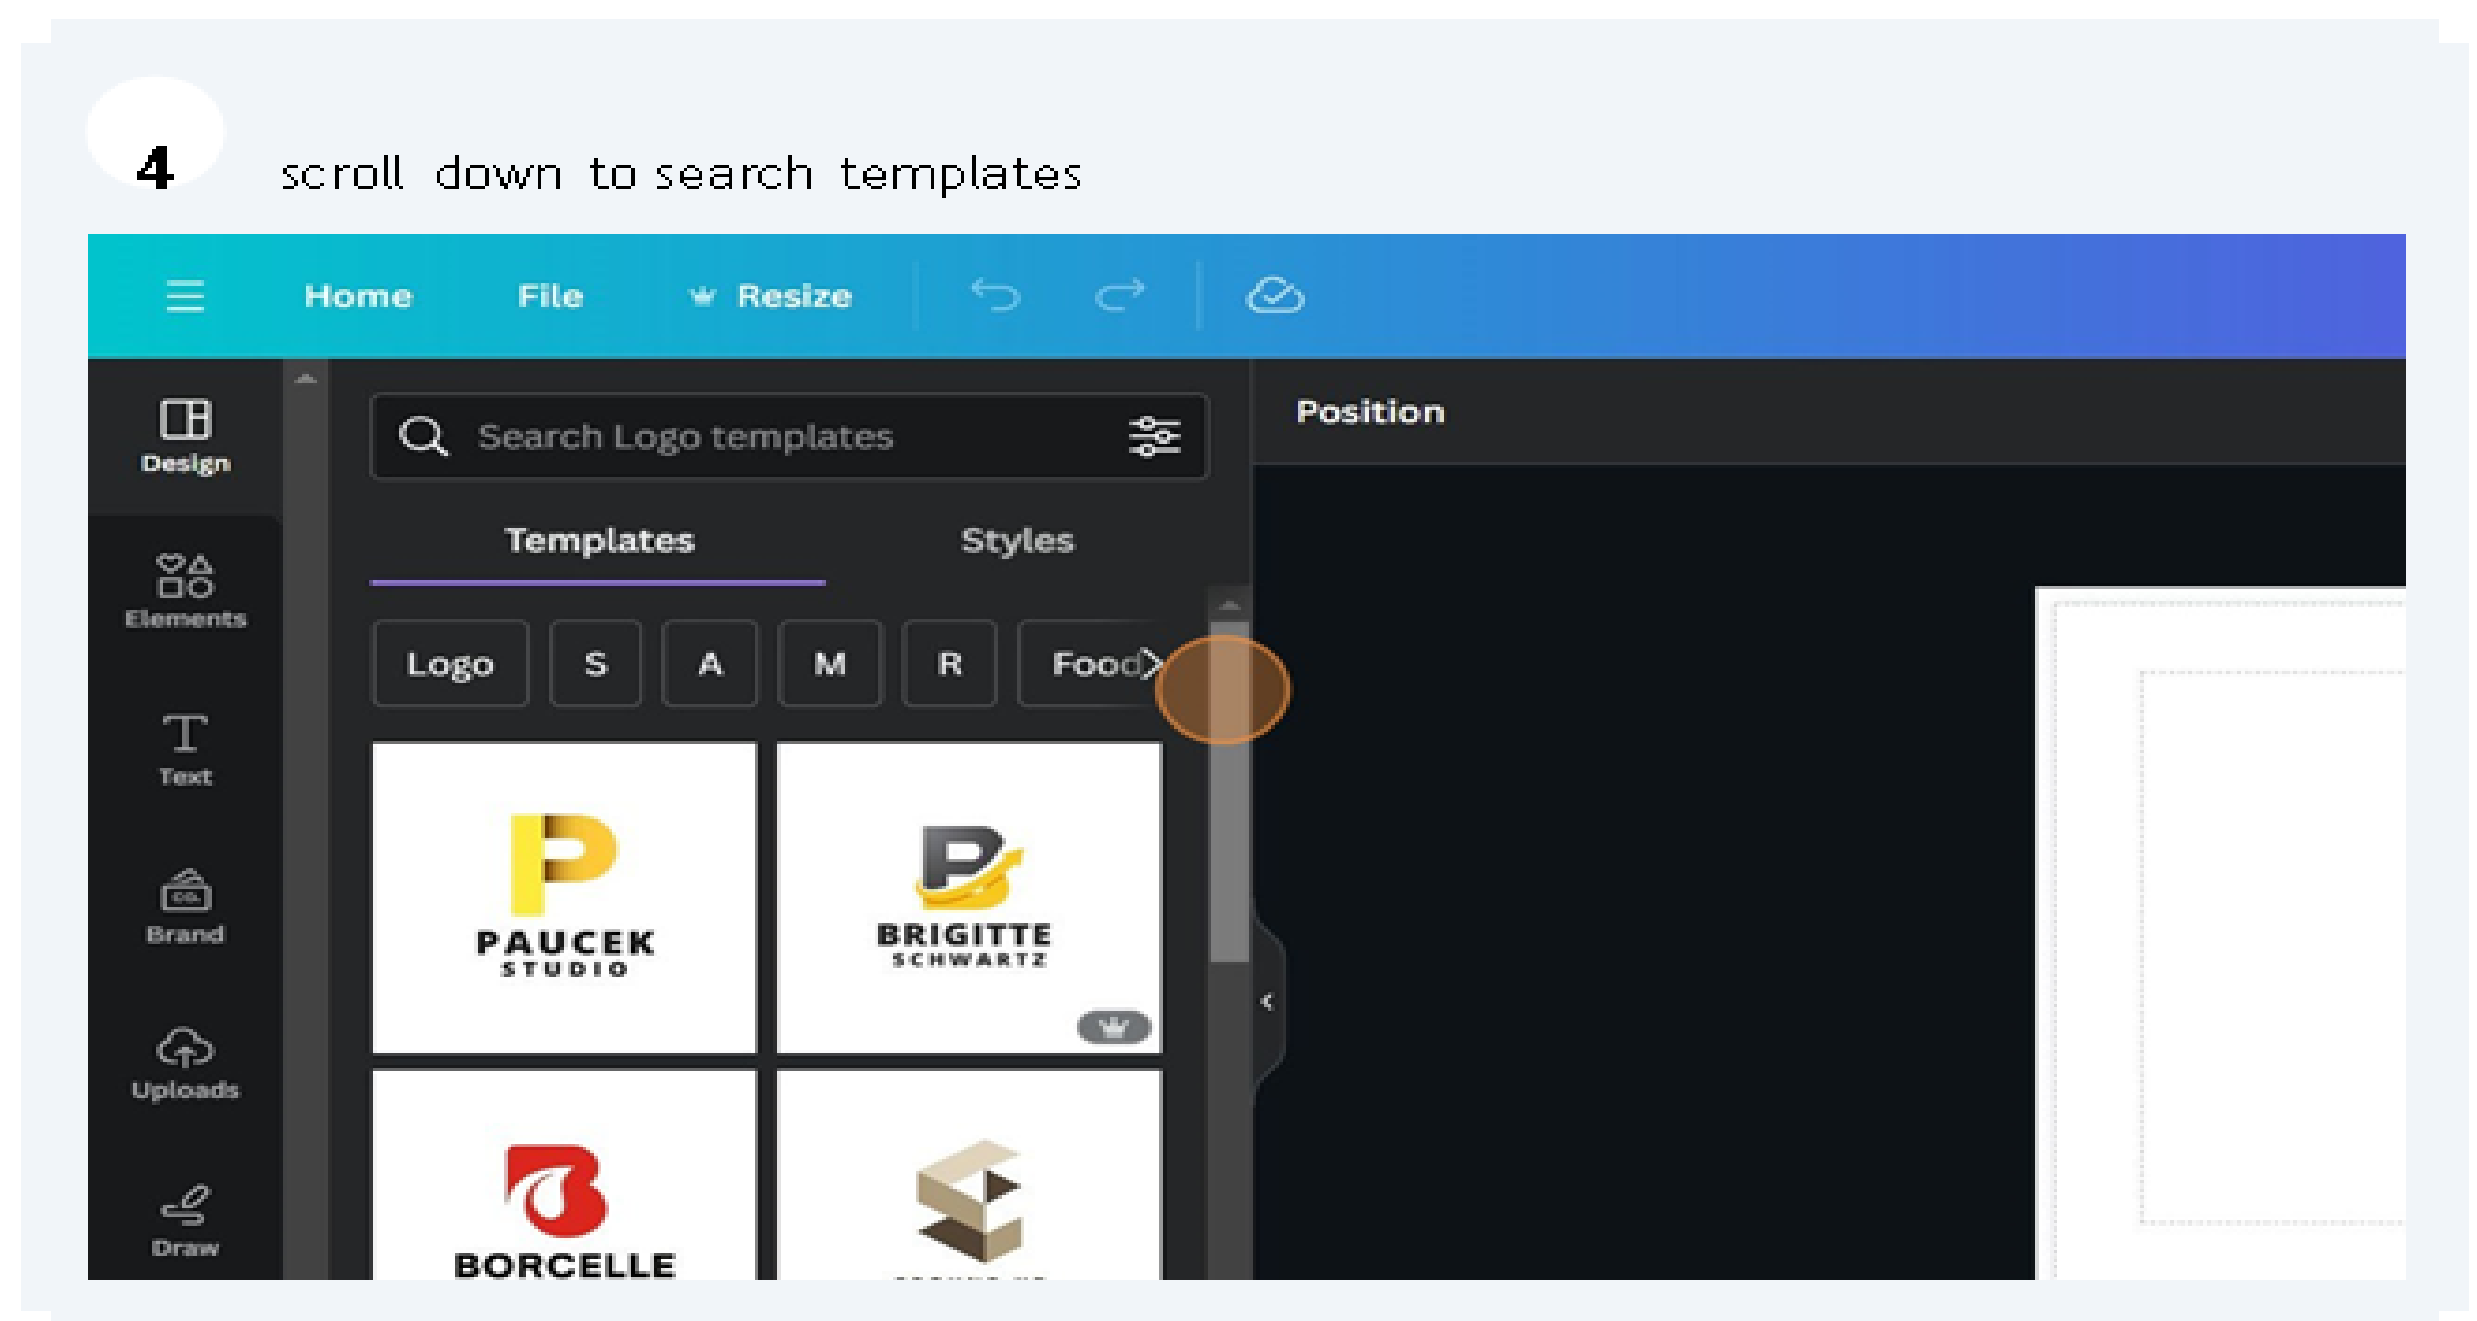 4 scroll down to search templates
Home File Resize
Design
Search Logo templates
Position
Templates Styles
Elements
Logo S A M R Food
Text
PAUCEK
STUDIO
BRIGITTE
SCHWARTZ
CO.
Brand
Uploads
BORCELLE
Draw